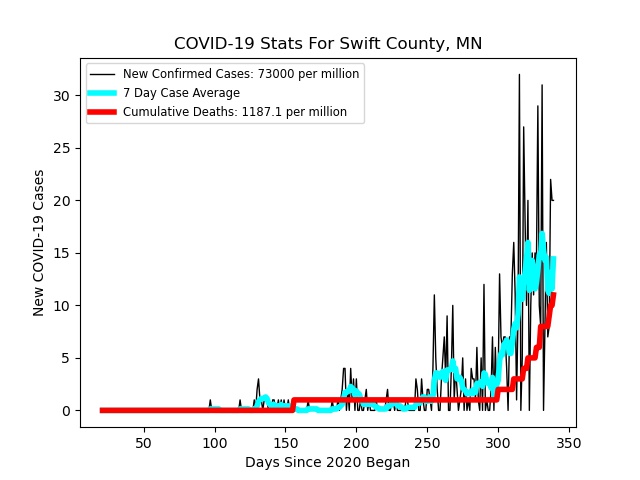 COVID-19 Stats For Swift County, MN
New Confirmed Cases: 73000 per million
7 Day Case Average
Cumulative Deaths: 1187.1 per million
New COVID-19 Cases
30
25
20
15
10
5
0
50 100 150 200 250 300 350
Days Since 2020 Began